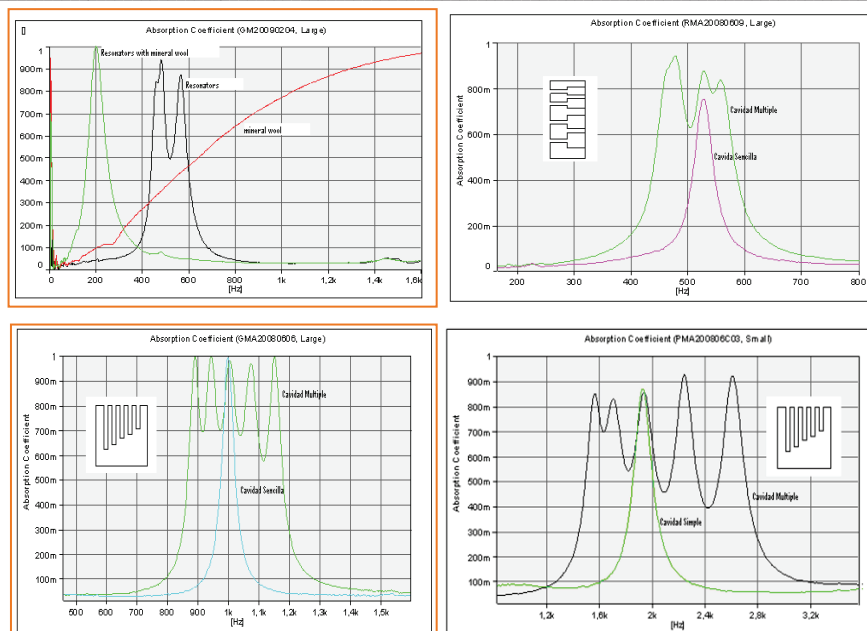 Absorption Coefficient (GM20090204, Large)
Absorption Coefficient
1
900m
800m
700m
600m
500m
400m
300m
200m
100m
0
Resonators with mineral wool
Resonators
mineral wool
0 200 400 600 800 1k 1,2k 1,4k 1,6k
[Hz]
Absorption Coefficient (RMA20080609, Large)
Absorption Coefficient
1
800m
600m
400m
200m
0
Cavidad Multiple
Cavida Sencilla
200 300 400 500 600 700 800
[Hz]
Absorption Coefficient (GMA20080606, Large)
Absorption Coefficient
1
900m
800m
700m
600m
500m
400m
300m
200m
100m
Cavidad Multiple
Cavidad Sencilla
500 600 700 800 900 1k 1,1k 1,2k 1,3k 1,4k 1,5k
[Hz]
Absorption Coefficient (PMA200806C03, Small)
Absorption Coefficient
1
900m
800m
700m
600m
500m
400m
300m
200m
100m
Cavidad Multiple
Cavidad Simple
1,2k 1,6k 2k 2,4k 2,8k 3,2k
[Hz]